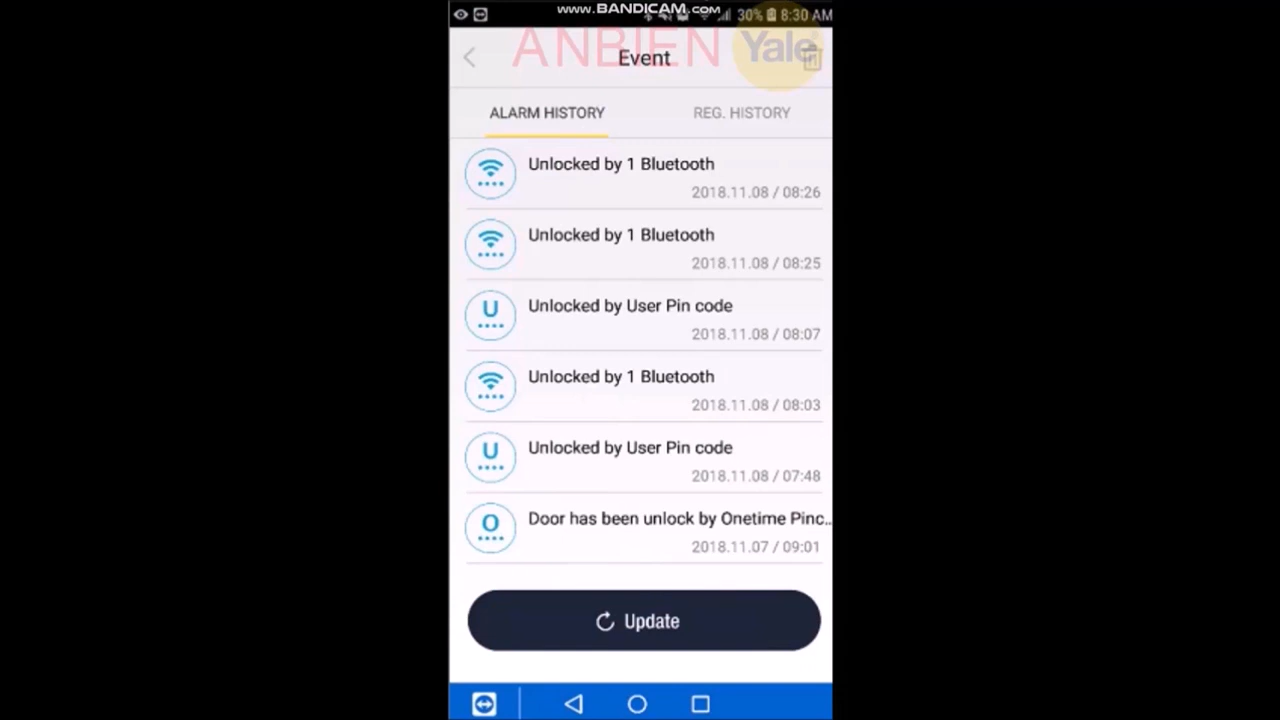 www.BANDICAM.com
30% 8:30 AM
ANBIEN Yale
Event
ALARM HISTORY REG. HISTORY
Unlocked by 1 Bluetooth
2018.11.08 / 08:26
Unlocked by 1 Bluetooth
2018.11.08 / 08:25
U
Unlocked by User Pin code
2018.11.08 / 08:07
Unlocked by 1 Bluetooth
2018.11.08 / 08:03
U
Unlocked by User Pin code
2018.11.08 / 07:48
O
Door has been unlock by Onetime Pinc...
2018.11.07 / 09:01
Update